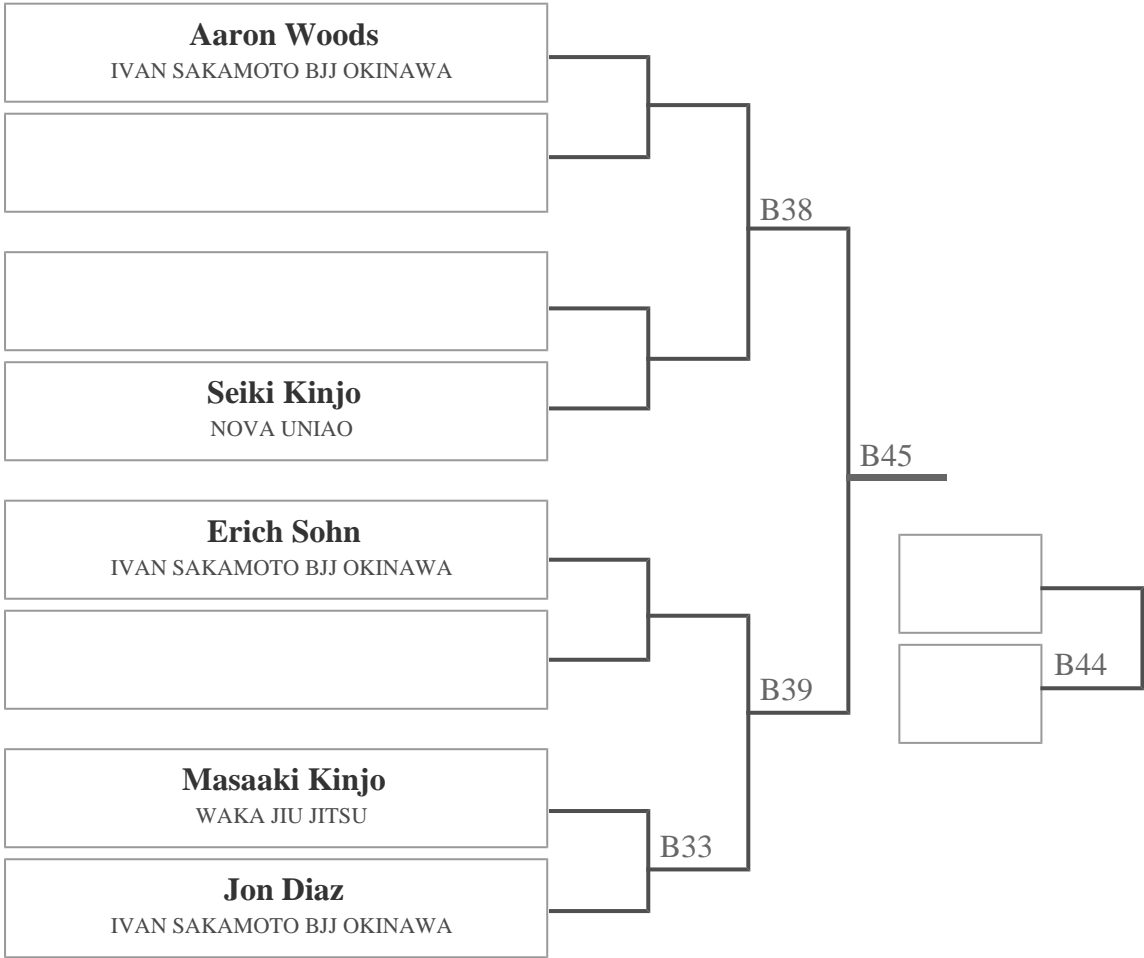 Aaron Woods
IVAN SAKAMOTO BJJ OKINAWA
B38
Seiki Kinjo
NOVA UNIAO
B45
Erich Sohn
IVAN SAKAMOTO BJJ OKINAWA
B44
B39
Masaaki Kinjo
WAKA JIU JITSU
B33
Jon Diaz
IVAN SAKAMOTO BJJ OKINAWA